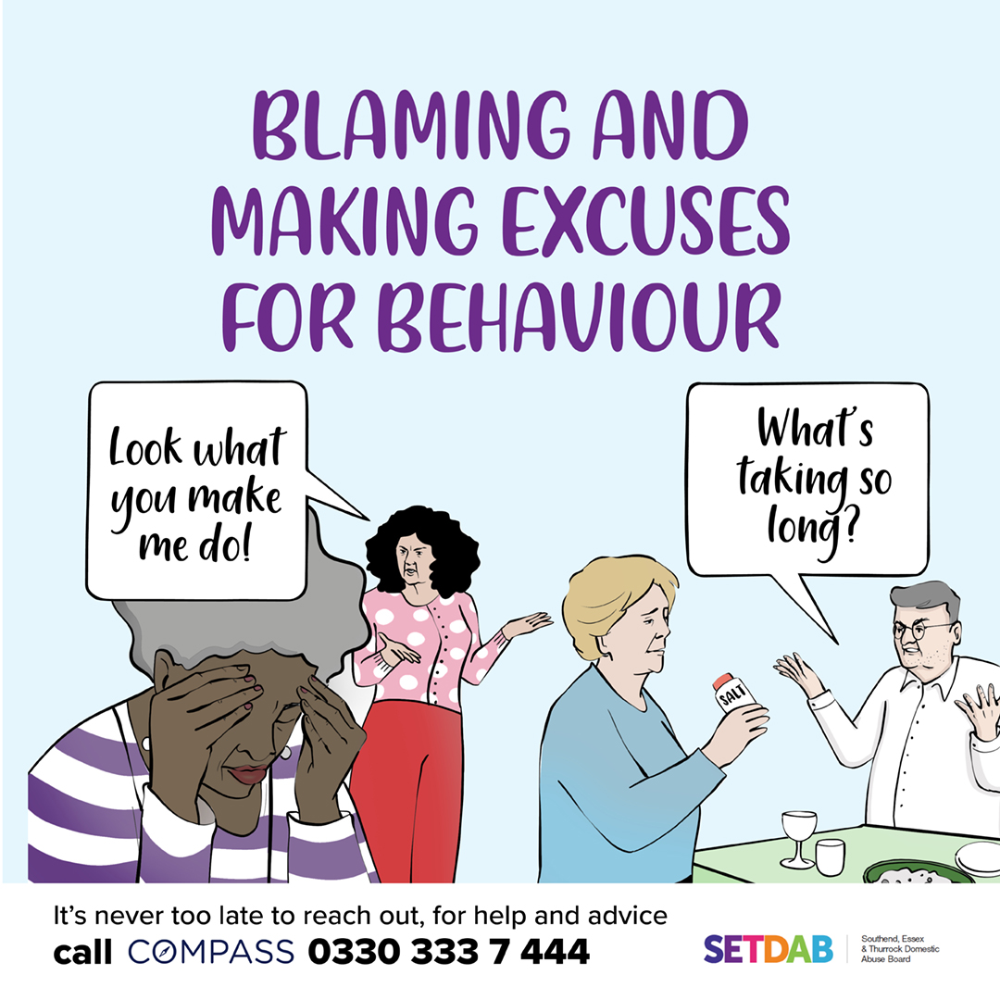 BLAMING AND
MAKING EXCUSES
FOR BEHAVIOUR
Look what
you make
me do!
What's
taking so
long?
SALT
It's never too late to reach out, for help and advice
call COMPASS 0330 333 7 444
SETDAB
Southend, Essex
& Thurrock Domestic
Abuse Board